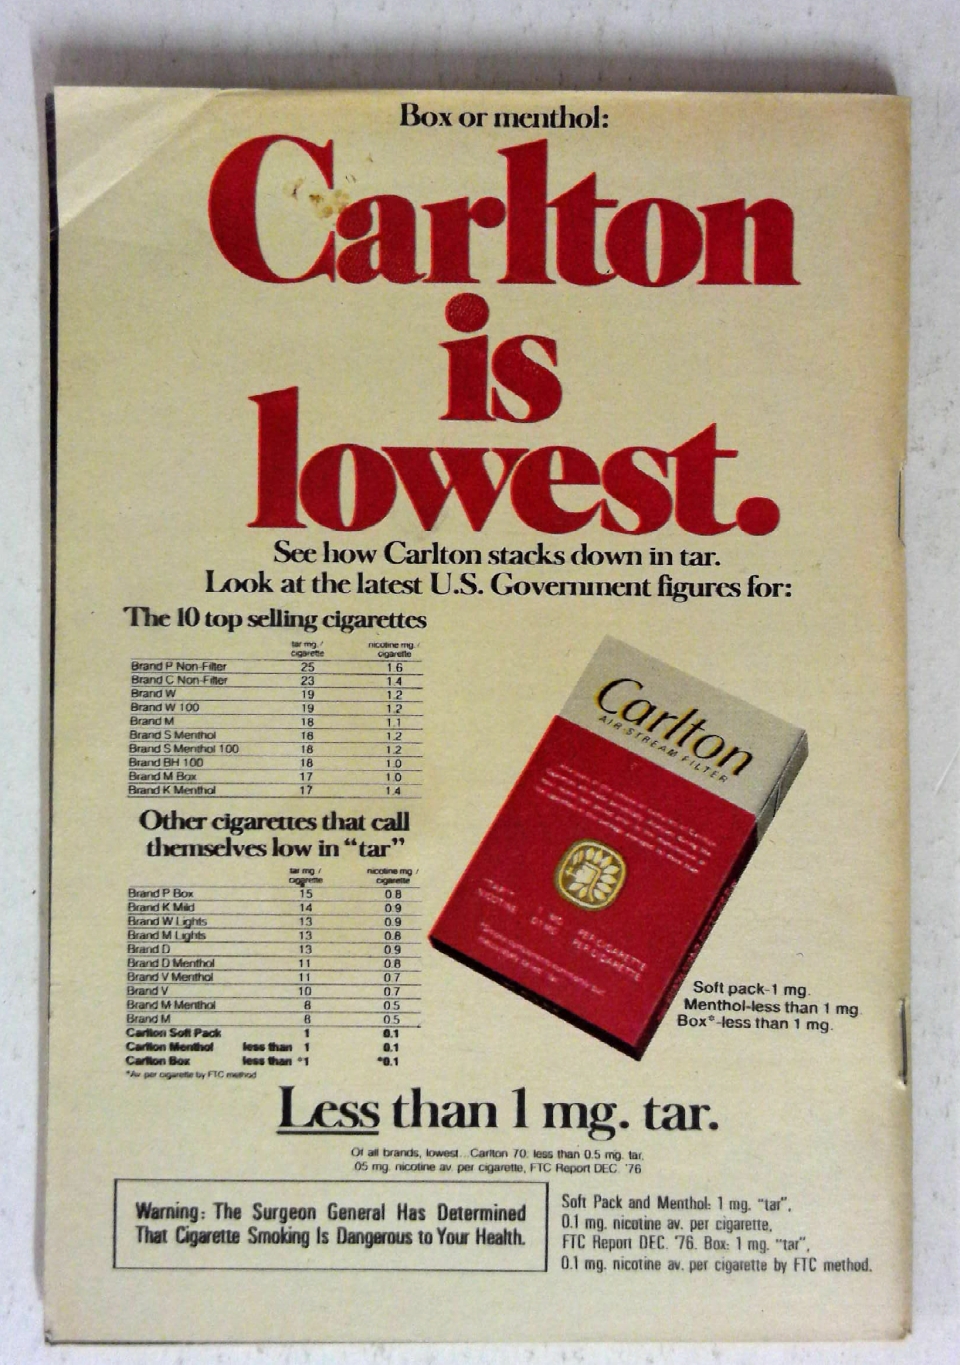 Box or menthol:
Carlton
is
lowest.
See how Carlton stacks down in tar.
Look at the latest U.S. Government figures for:
The 10 top selling cigarettes
tar mg./ nicotine mg./
cigarette cigarette
Brand P Non-Filter 25 1.6
Brand C Non-Filter 23 1.4
Brand W 19 1.2
Brand W 100 19 1.2
Brand M 18 1.1
Brand S Menthol 18 1.2
Brand S Menthol 100 18 1.2
Brand BH 100 18 1.0
Brand M Box 17 1.0
Brand K Menthol 17 1.4
Other cigarettes that call
themselves low in “tar”
tar mg./ nicotine mg./
cigarette cigarette
Brand P Box 15 0.8
Brand K Mild 14 0.9
Brand W Lights 13 0.9
Brand M Lights 13 0.8
Brand D 13 0.9
Brand D Menthol 11 0.8
Brand V Menthol 11 0.7
Brand V 10 0.7
Brand M Menthol 8 0.5
Brand M 8 0.5
Carlton Soft Pack 1 0.1
Carlton Menthol less than 1 0.1
Carlton Box less than *1 *0.1
*Av. per cigarette by FTC method
Carlton
AIR-STREAM FILTER
"TAR" 1 MG PER CIGARETTE
NICOTINE 0.1 MG PER CIGARETTE
Soft pack-1 mg.
Menthol-less than 1 mg.
Box*-less than 1 mg.
Less than 1 mg. tar.
Of all brands, lowest...Carlton 70: less than 0.5 mg. tar,
.05 mg. nicotine av. per cigarette, FTC Report DEC. '76
Warning: The Surgeon General Has Determined
That Cigarette Smoking Is Dangerous to Your Health.
Soft Pack and Menthol: 1 mg. “tar”,
0.1 mg. nicotine av. per cigarette,
FTC Report DEC. '76. Box: 1 mg. “tar”,
0.1 mg. nicotine av. per cigarette by FTC method.